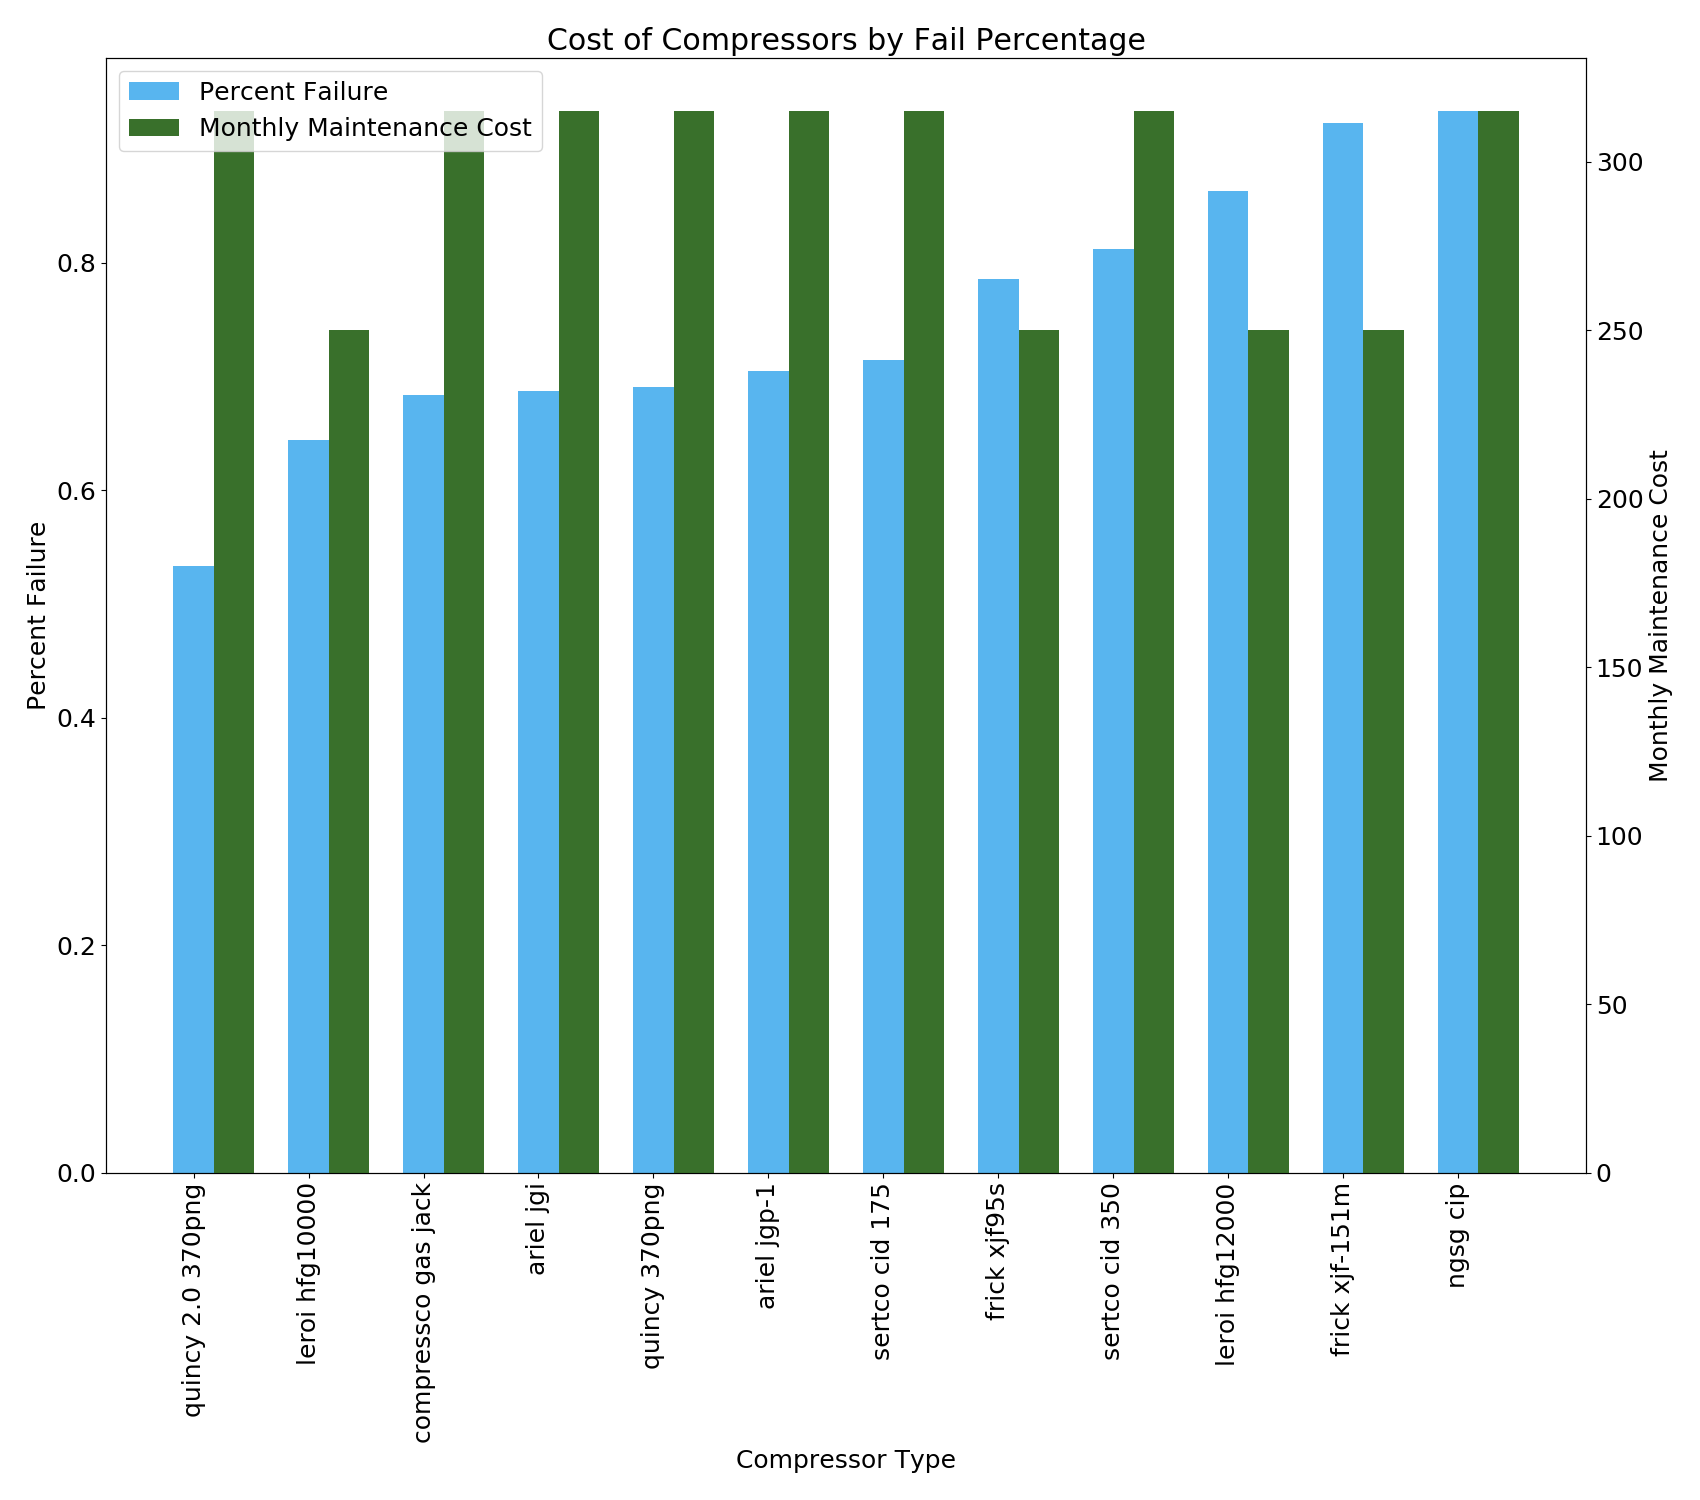 Cost of Compressors by Fail Percentage
Percent Failure
Monthly Maintenance Cost
Percent Failure
0.8
0.6
0.4
0.2
0.0
300
250
200
150
100
50
0
Monthly Maintenance Cost
quincy 2.0 370png
leroi hfg10000
compressco gas jack
ariel jgi
quincy 370png
ariel jgp-1
sertco cid 175
frick xjf95s
sertco cid 350
leroi hfg12000
frick xjf-151m
ngsg cip
Compressor Type